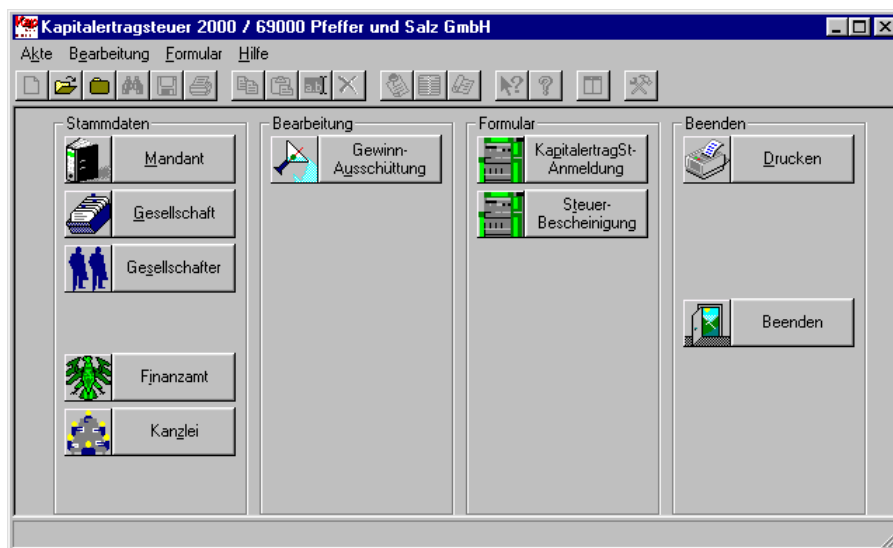 Kapitalertragsteuer 2000 / 69000 Pfeffer und Salz GmbH
Akte Bearbeitung Formular Hilfe
Stammdaten
Mandant
Gesellschaft
Gesellschafter
Finanzamt
Kanzlei
Bearbeitung
Gewinn-
Ausschüttung
Formular
KapitalertragSt-
Anmeldung
Steuer-
Bescheinigung
Beenden
Drucken
Beenden